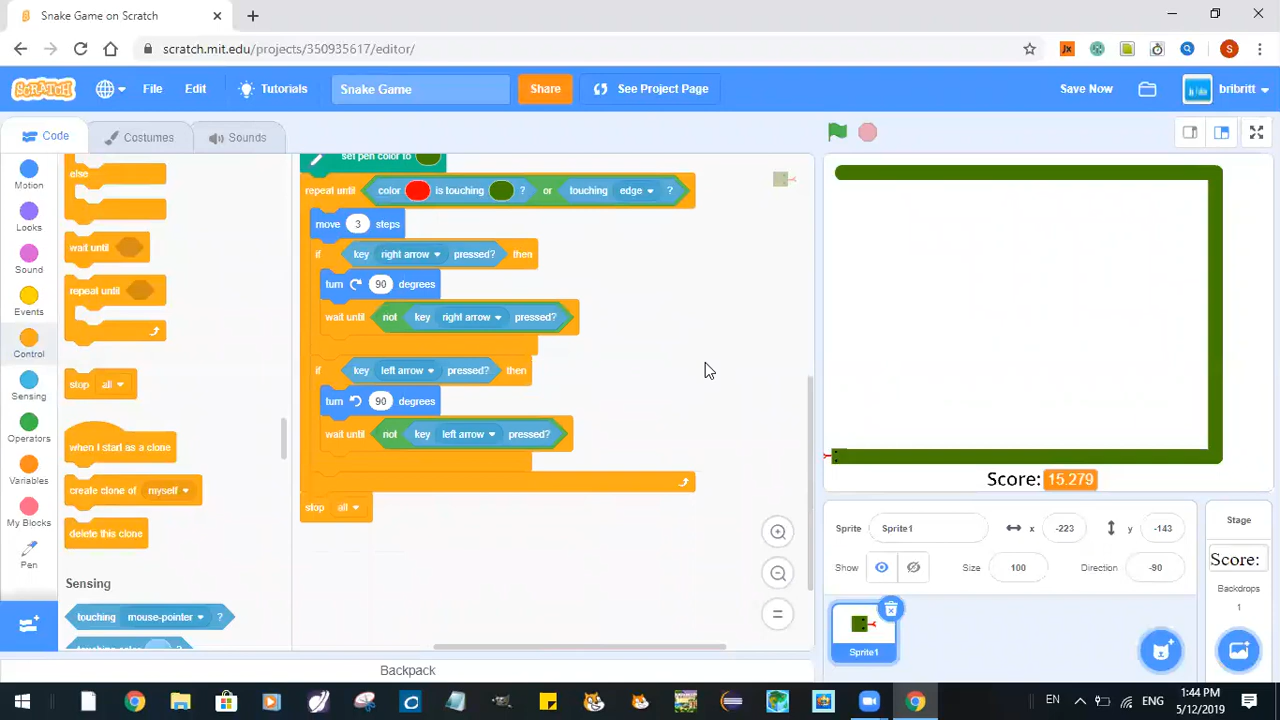 Snake Game on Scratch
scratch.mit.edu/projects/350935617/editor/
Jx
S
SCRATCH
File
Edit
Tutorials
Snake Game
Share
See Project Page
Save Now
bribritt
Code
Costumes
Sounds
Motion
Looks
Sound
Events
Control
Sensing
Operators
Variables
My Blocks
Pen
else
wait until
repeat until
stop all
when I start as a clone
create clone of myself
delete this clone
Sensing
touching mouse-pointer ?
set pen color to
repeat until color is touching ? or touching edge ?
move 3 steps
if key right arrow pressed? then
turn 90 degrees
wait until not key right arrow pressed?
if key left arrow pressed? then
turn 90 degrees
wait until not key left arrow pressed?
stop all
Score: 15.279
Sprite Sprite1 x -223 y -143
Show Size 100 Direction -90
Sprite1
Stage
Score:
Backdrops
1
Backpack
EN
ENG
1:44 PM
5/12/2019